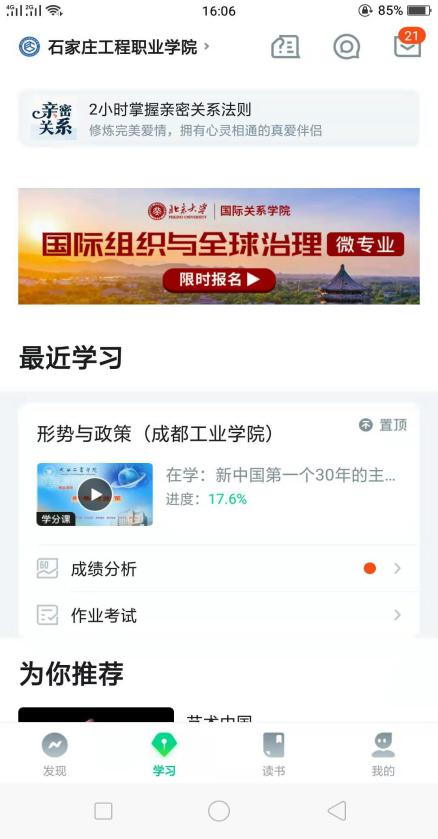 4G 2G 16:06 85%
石家庄工程职业学院
21
亲密关系
2小时掌握亲密关系法则
修炼完美爱情，拥有心灵相通的真爱伴侣
北京大学 国际关系学院
PEKING UNIVERSITY
国际组织与全球治理 微专业
限时报名
最近学习
形势与政策（成都工业学院）
置顶
在学：新中国第一个30年的主...
进度：17.6%
学分课
60 成绩分析
作业考试
为你推荐
艺术中国
发现 学习 读书 我的